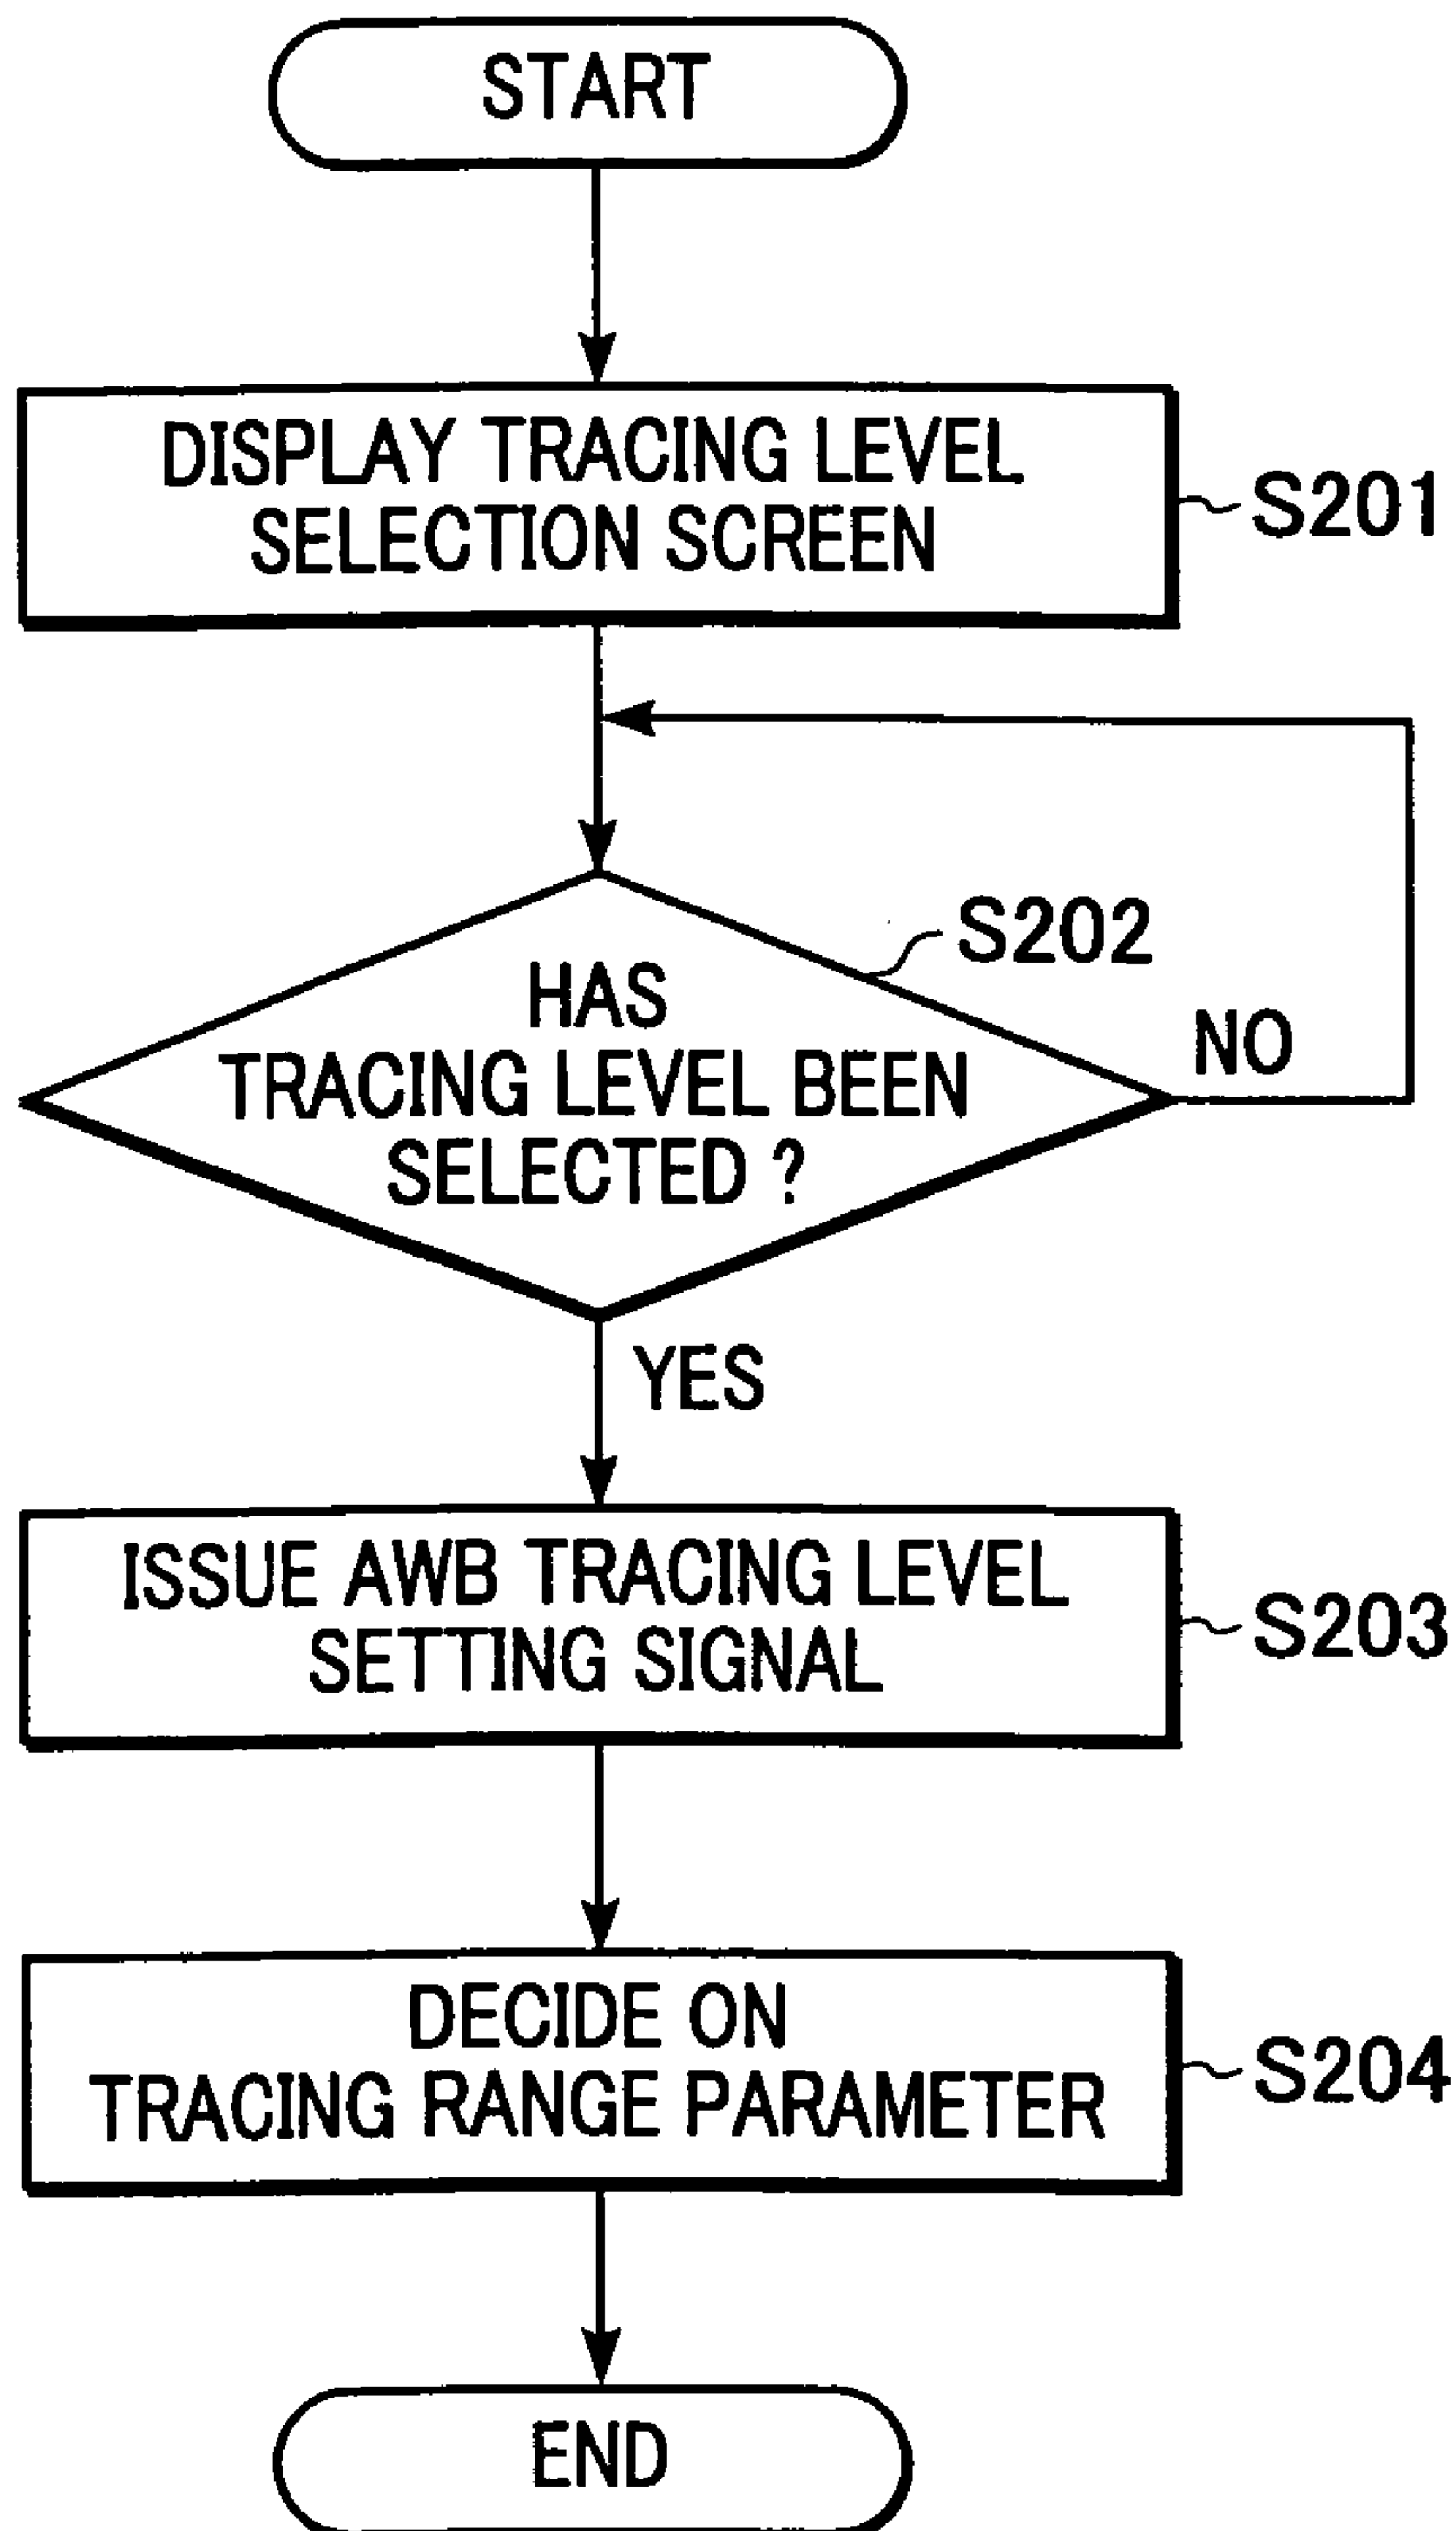 START
DISPLAY TRACING LEVEL
SELECTION SCREEN
S201
S202
HAS
TRACING LEVEL BEEN
SELECTED ?
NO
YES
ISSUE AWB TRACING LEVEL
SETTING SIGNAL
S203
DECIDE ON
TRACING RANGE PARAMETER
S204
END